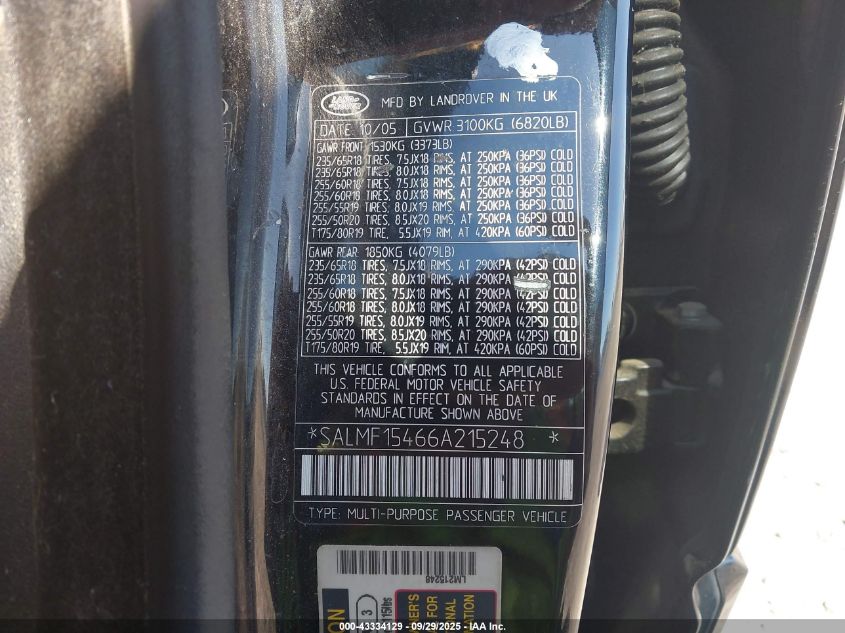 LAND-
ROVER
MFD BY LANDROVER IN THE UK
DATE: 10/05 GVWR 3100KG (6820LB)
GAWR FRONT: 1530KG (3373LB)
235/65R18 TIRES, 7.5JX18 RIMS, AT 250KPA (36PSI) COLD
235/65R18 TIRES, 8.0JX18 RIMS, AT 250KPA (36PSI) COLD
255/60R18 TIRES, 7.5JX18 RIMS, AT 250KPA (36PSI) COLD
255/60R18 TIRES, 8.0JX18 RIMS, AT 250KPA (36PSI) COLD
255/55R19 TIRES, 8.0JX19 RIMS, AT 250KPA (36PSI) COLD
255/50R20 TIRES, 8.5JX20 RIMS, AT 250KPA (36PSI) COLD
T175/80R19 TIRE, 5.5JX19 RIM, AT 420KPA (60PSI) COLD
GAWR REAR: 1850KG (4079LB)
235/65R18 TIRES, 7.5JX18 RIMS, AT 290KPA (42PSI) COLD
235/65R18 TIRES, 8.0JX18 RIMS, AT 290KPA (42PSI) COLD
255/60R18 TIRES, 7.5JX18 RIMS, AT 290KPA (42PSI) COLD
255/60R18 TIRES, 8.0JX18 RIMS, AT 290KPA (42PSI) COLD
255/55R19 TIRES, 8.0JX19 RIMS, AT 290KPA (42PSI) COLD
255/50R20 TIRES, 8.5JX20 RIMS, AT 290KPA (42PSI) COLD
T175/80R19 TIRE, 5.5JX19 RIM, AT 420KPA (60PSI) COLD
THIS VEHICLE CONFORMS TO ALL APPLICABLE
U.S. FEDERAL MOTOR VEHICLE SAFETY
STANDARDS IN EFFECT ON THE DATE OF
MANUFACTURE SHOWN ABOVE
*SALMF15466A215248 *
TYPE: MULTI-PURPOSE PASSENGER VEHICLE
LM215248
3
115lbs
ION
ER'S
FOR
NAL
ATION
000-43334129 - 09/29/2025 - IAA, Inc.